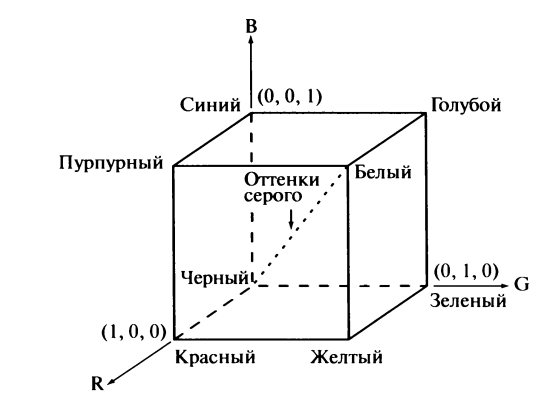 B
Синий
(0, 0, 1)
Голубой
Пурпурный
Белый
Оттенки
серого
Черный
(0, 1, 0)
G
Зеленый
(1, 0, 0)
Красный
Желтый
R